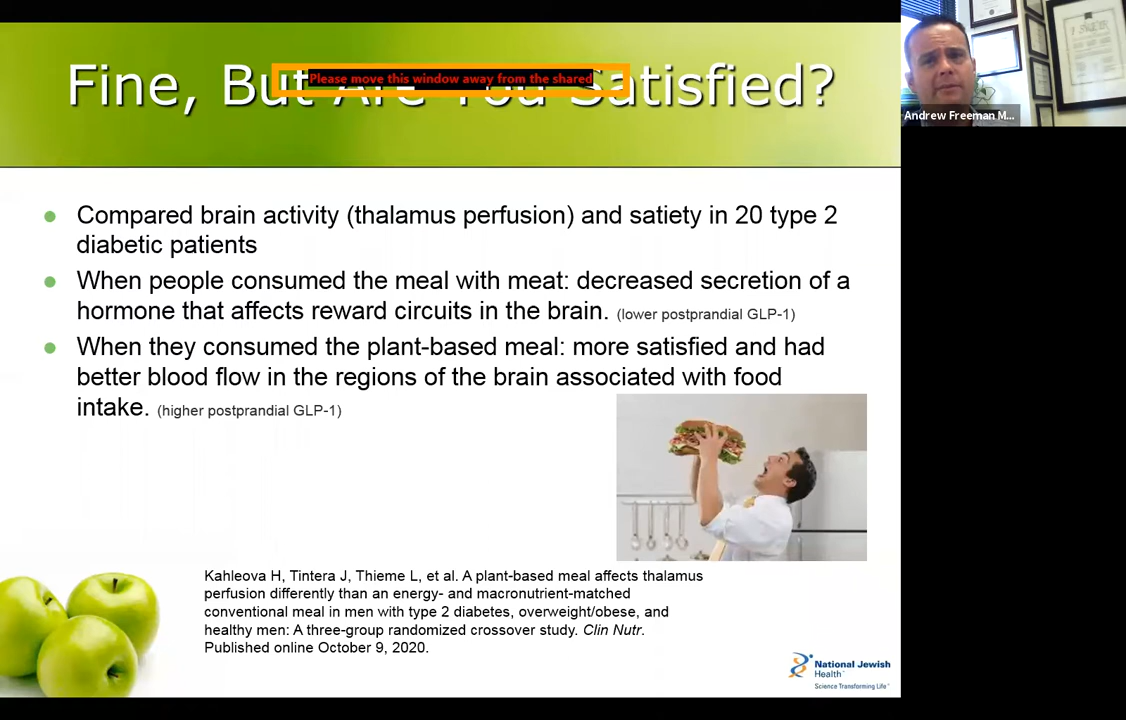 Fine, But Are You Satisfied?
Please move this window away from the shared
Andrew Freeman M...
Compared brain activity (thalamus perfusion) and satiety in 20 type 2
diabetic patients
When people consumed the meal with meat: decreased secretion of a
hormone that affects reward circuits in the brain. (lower postprandial GLP-1)
When they consumed the plant-based meal: more satisfied and had
better blood flow in the regions of the brain associated with food
intake. (higher postprandial GLP-1)
Kahleova H, Tintera J, Thieme L, et al. A plant-based meal affects thalamus
perfusion differently than an energy- and macronutrient-matched
conventional meal in men with type 2 diabetes, overweight/obese, and
healthy men: A three-group randomized crossover study. Clin Nutr.
Published online October 9, 2020.
National Jewish
Health
Science Transforming Life